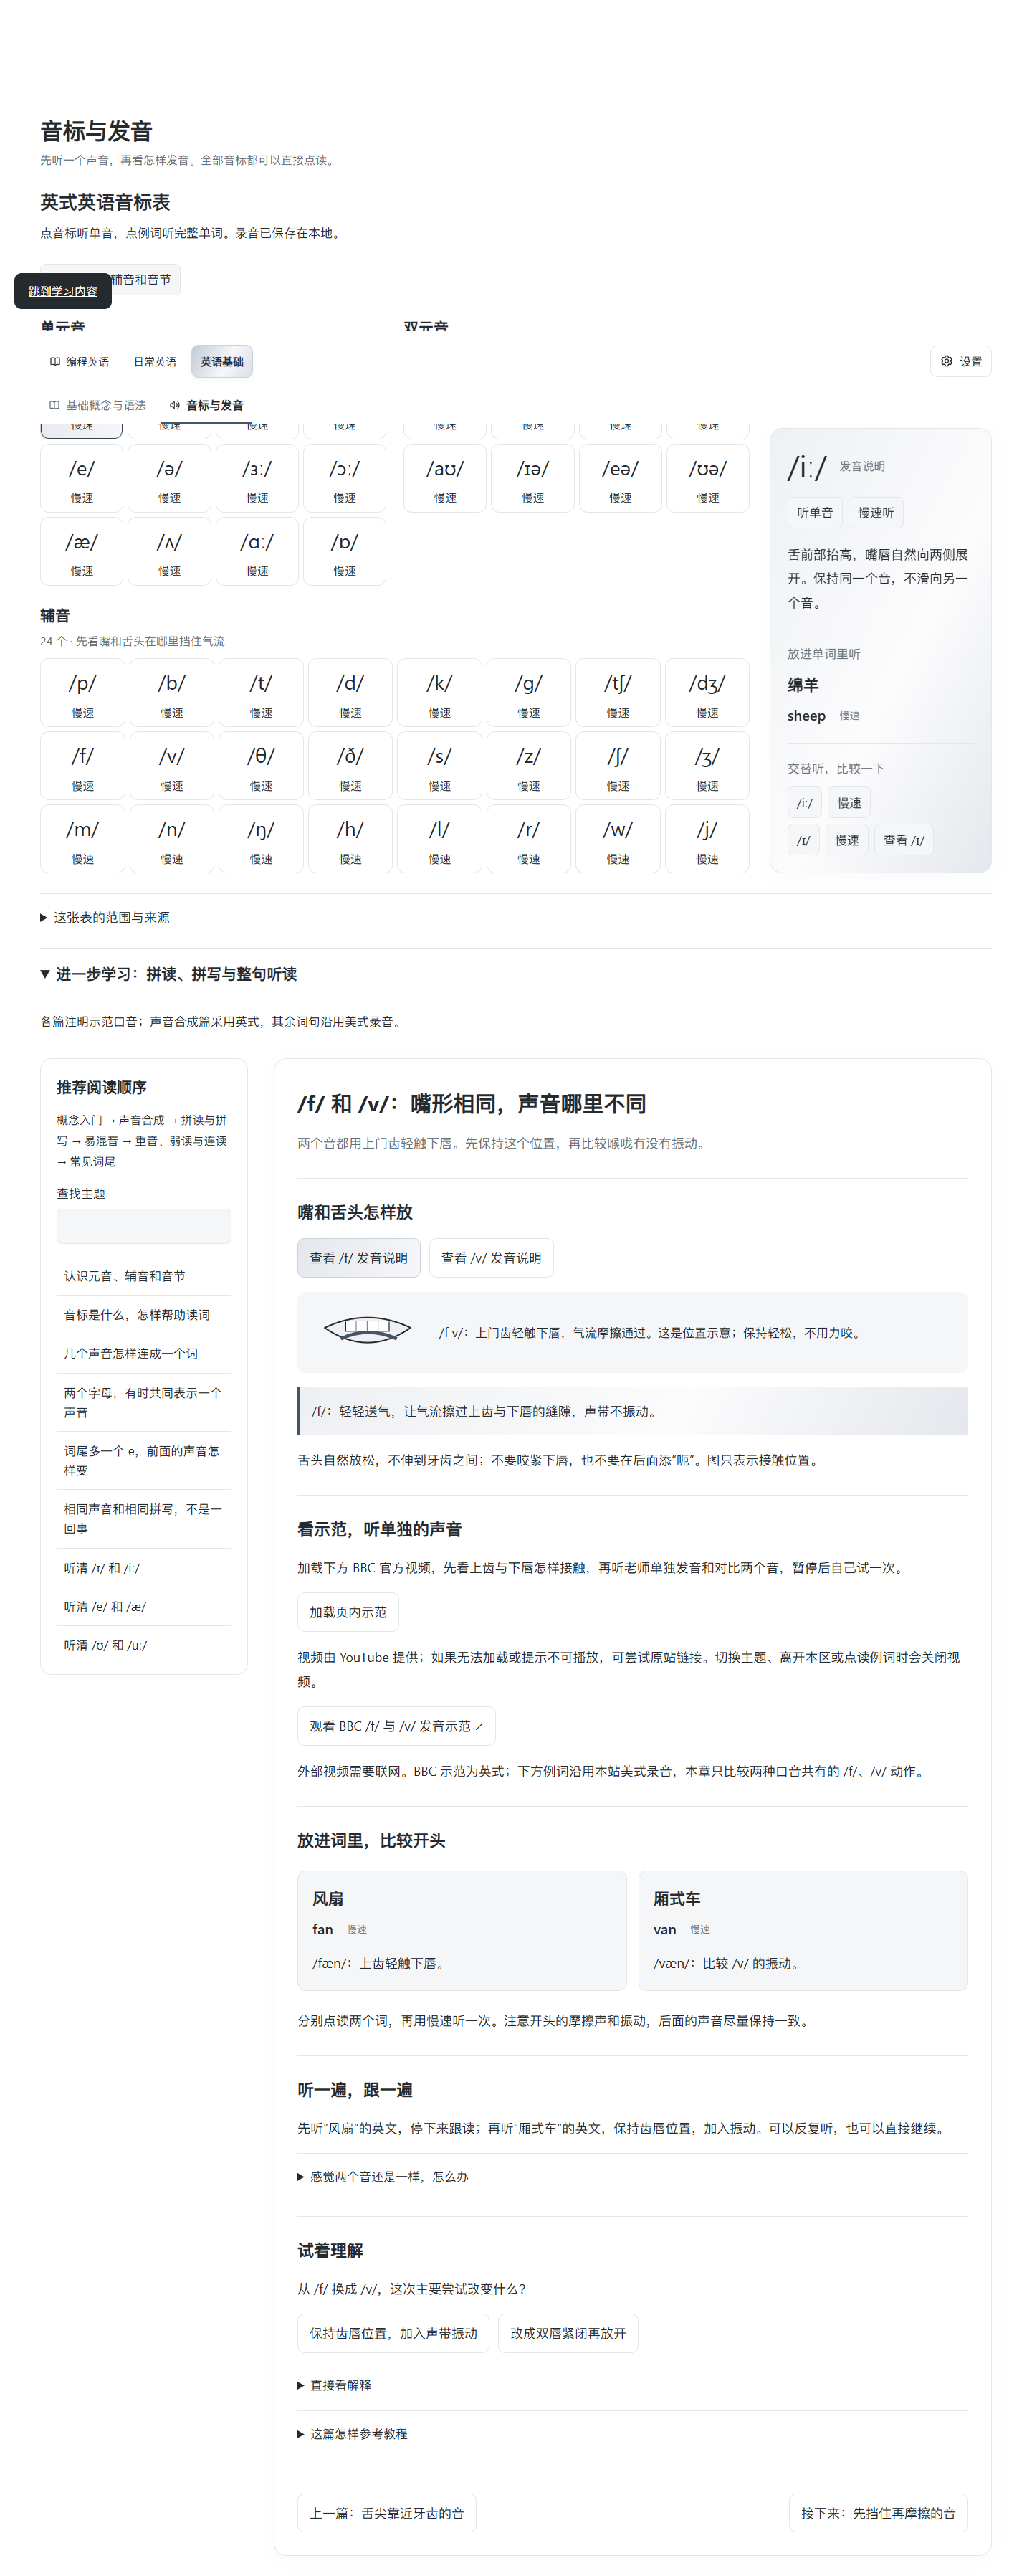 音标与发音
先听一个声音，再看怎样发音。全部音标都可以直接点读。
英式英语音标表
点音标听单音，点例词听完整单词。录音已保存在本地。
辅音和音节
跳到学习内容
单元音
双元音
编程英语
日常英语
英语基础
设置
基础概念与语法
音标与发音
慢速 慢速 慢速 慢速 慢速 慢速 慢速 慢速
/e/ /ə/ /ɜː/ /ɔː/ /aʊ/ /ɪə/ /eə/ /ʊə/
慢速 慢速 慢速 慢速 慢速 慢速 慢速 慢速
/æ/ /ʌ/ /ɑː/ /ɒ/
慢速 慢速 慢速 慢速
辅音
24 个 · 先看嘴和舌头在哪里挡住气流
/p/ /b/ /t/ /d/ /k/ /g/ /tʃ/ /dʒ/
慢速 慢速 慢速 慢速 慢速 慢速 慢速 慢速
/f/ /v/ /θ/ /ð/ /s/ /z/ /ʃ/ /ʒ/
慢速 慢速 慢速 慢速 慢速 慢速 慢速 慢速
/m/ /n/ /ŋ/ /h/ /l/ /r/ /w/ /j/
慢速 慢速 慢速 慢速 慢速 慢速 慢速 慢速
/iː/ 发音说明
听单音 慢速听
舌前部抬高，嘴唇自然向两侧展
开。保持同一个音，不滑向另一
个音。
放进单词里听
绵羊
sheep 慢速
交替听，比较一下
/iː/ 慢速
/ɪ/ 慢速 查看 /ɪ/
这张表的范围与来源
进一步学习：拼读、拼写与整句听读
各篇注明示范口音；声音合成篇采用英式，其余词句沿用美式录音。
推荐阅读顺序
概念入门 → 声音合成 → 拼读与拼
写 → 易混音 → 重音、弱读与连读
→ 常见词尾
查找主题
认识元音、辅音和音节
音标是什么，怎样帮助读词
几个声音怎样连成一个词
两个字母，有时共同表示一个
声音
词尾多一个 e，前面的声音怎
样变
相同声音和相同拼写，不是一
回事
听清 /ɪ/ 和 /iː/
听清 /e/ 和 /æ/
听清 /ʊ/ 和 /uː/
/f/ 和 /v/：嘴形相同，声音哪里不同
两个音都用上门齿轻触下唇。先保持这个位置，再比较喉咙有没有振动。
嘴和舌头怎样放
查看 /f/ 发音说明 查看 /v/ 发音说明
/f v/：上门齿轻触下唇，气流摩擦通过。这是位置示意；保持轻松，不用力咬。
/f/：轻轻送气，让气流擦过上齿与下唇的缝隙，声带不振动。
舌头自然放松，不伸到牙齿之间；不要咬紧下唇，也不要在后面添“呃”。图只表示接触位置。
看示范，听单独的声音
加载下方 BBC 官方视频，先看上齿与下唇怎样接触，再听老师单独发音和对比两个音，暂停后自己试一次。
加载页内示范
视频由 YouTube 提供；如果无法加载或提示不可播放，可尝试原站链接。切换主题、离开本区或点读例词时会关闭视
频。
观看 BBC /f/ 与 /v/ 发音示范 ↗
外部视频需要联网。BBC 示范为英式；下方例词沿用本站美式录音，本章只比较两种口音共有的 /f/、/v/ 动作。
放进词里，比较开头
风扇
fan 慢速
/fæn/：上齿轻触下唇。
厢式车
van 慢速
/væn/：比较 /v/ 的振动。
分别点读两个词，再用慢速听一次。注意开头的摩擦声和振动，后面的声音尽量保持一致。
听一遍，跟一遍
先听“风扇”的英文，停下来跟读；再听“厢式车”的英文，保持齿唇位置，加入振动。可以反复听，也可以直接继续。
感觉两个音还是一样，怎么办
试着理解
从 /f/ 换成 /v/，这次主要尝试改变什么？
保持齿唇位置，加入声带振动 改成双唇紧闭再放开
直接看解释
这篇怎样参考教程
上一篇：舌尖靠近牙齿的音
接下来：先挡住再摩擦的音